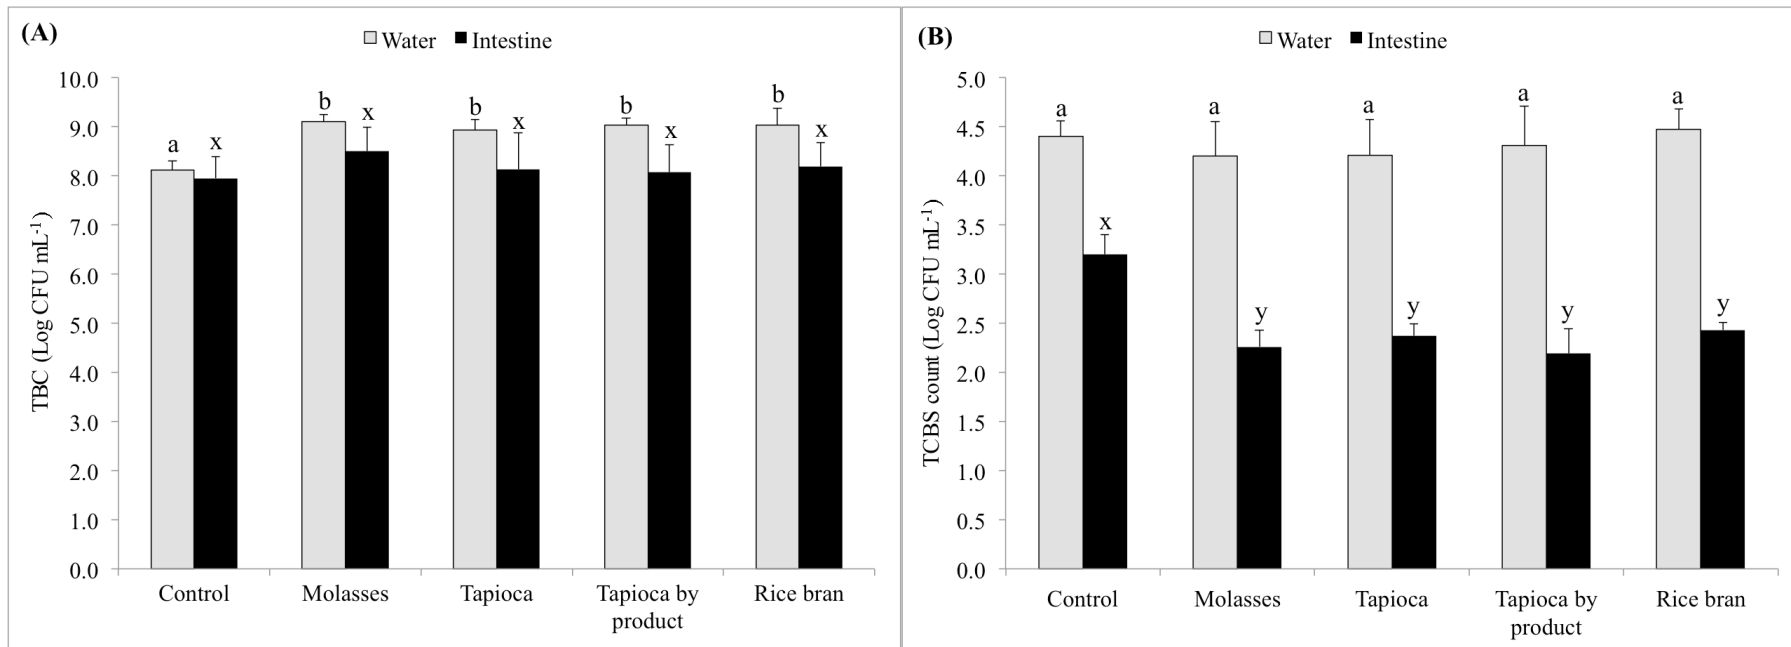 (A)
Water Intestine
TBC (Log CFU mL-1)
10.0
9.0
8.0
7.0
6.0
5.0
4.0
3.0
2.0
1.0
0.0
a x b x b x b x b x
Control Molasses Tapioca Tapioca by product Rice bran
(B)
Water Intestine
TCBS count (Log CFU mL-1)
5.0
4.5
4.0
3.5
3.0
2.5
2.0
1.5
1.0
0.5
0.0
a x a y a y a y a y
Control Molasses Tapioca Tapioca by product Rice bran